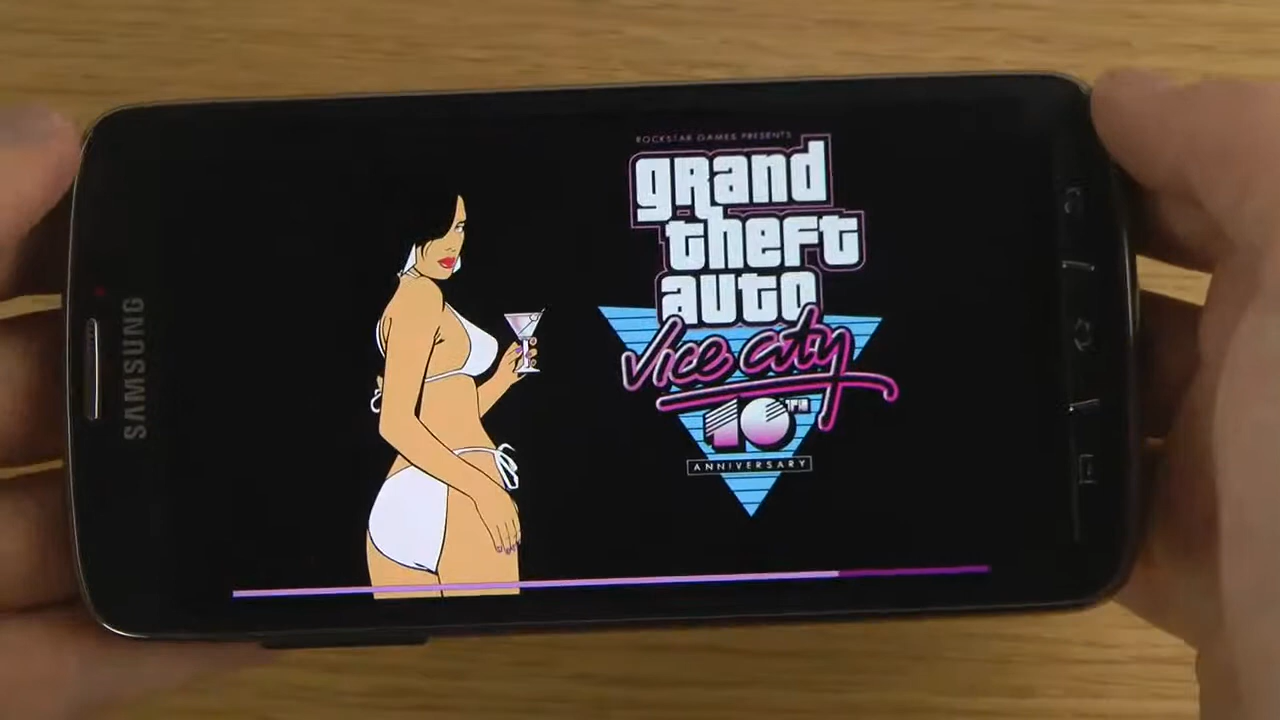 SAMSUNG
ROCKSTAR GAMES PRESENTS
grand
theft
auto
Vice City
10TH
ANNIVERSARY